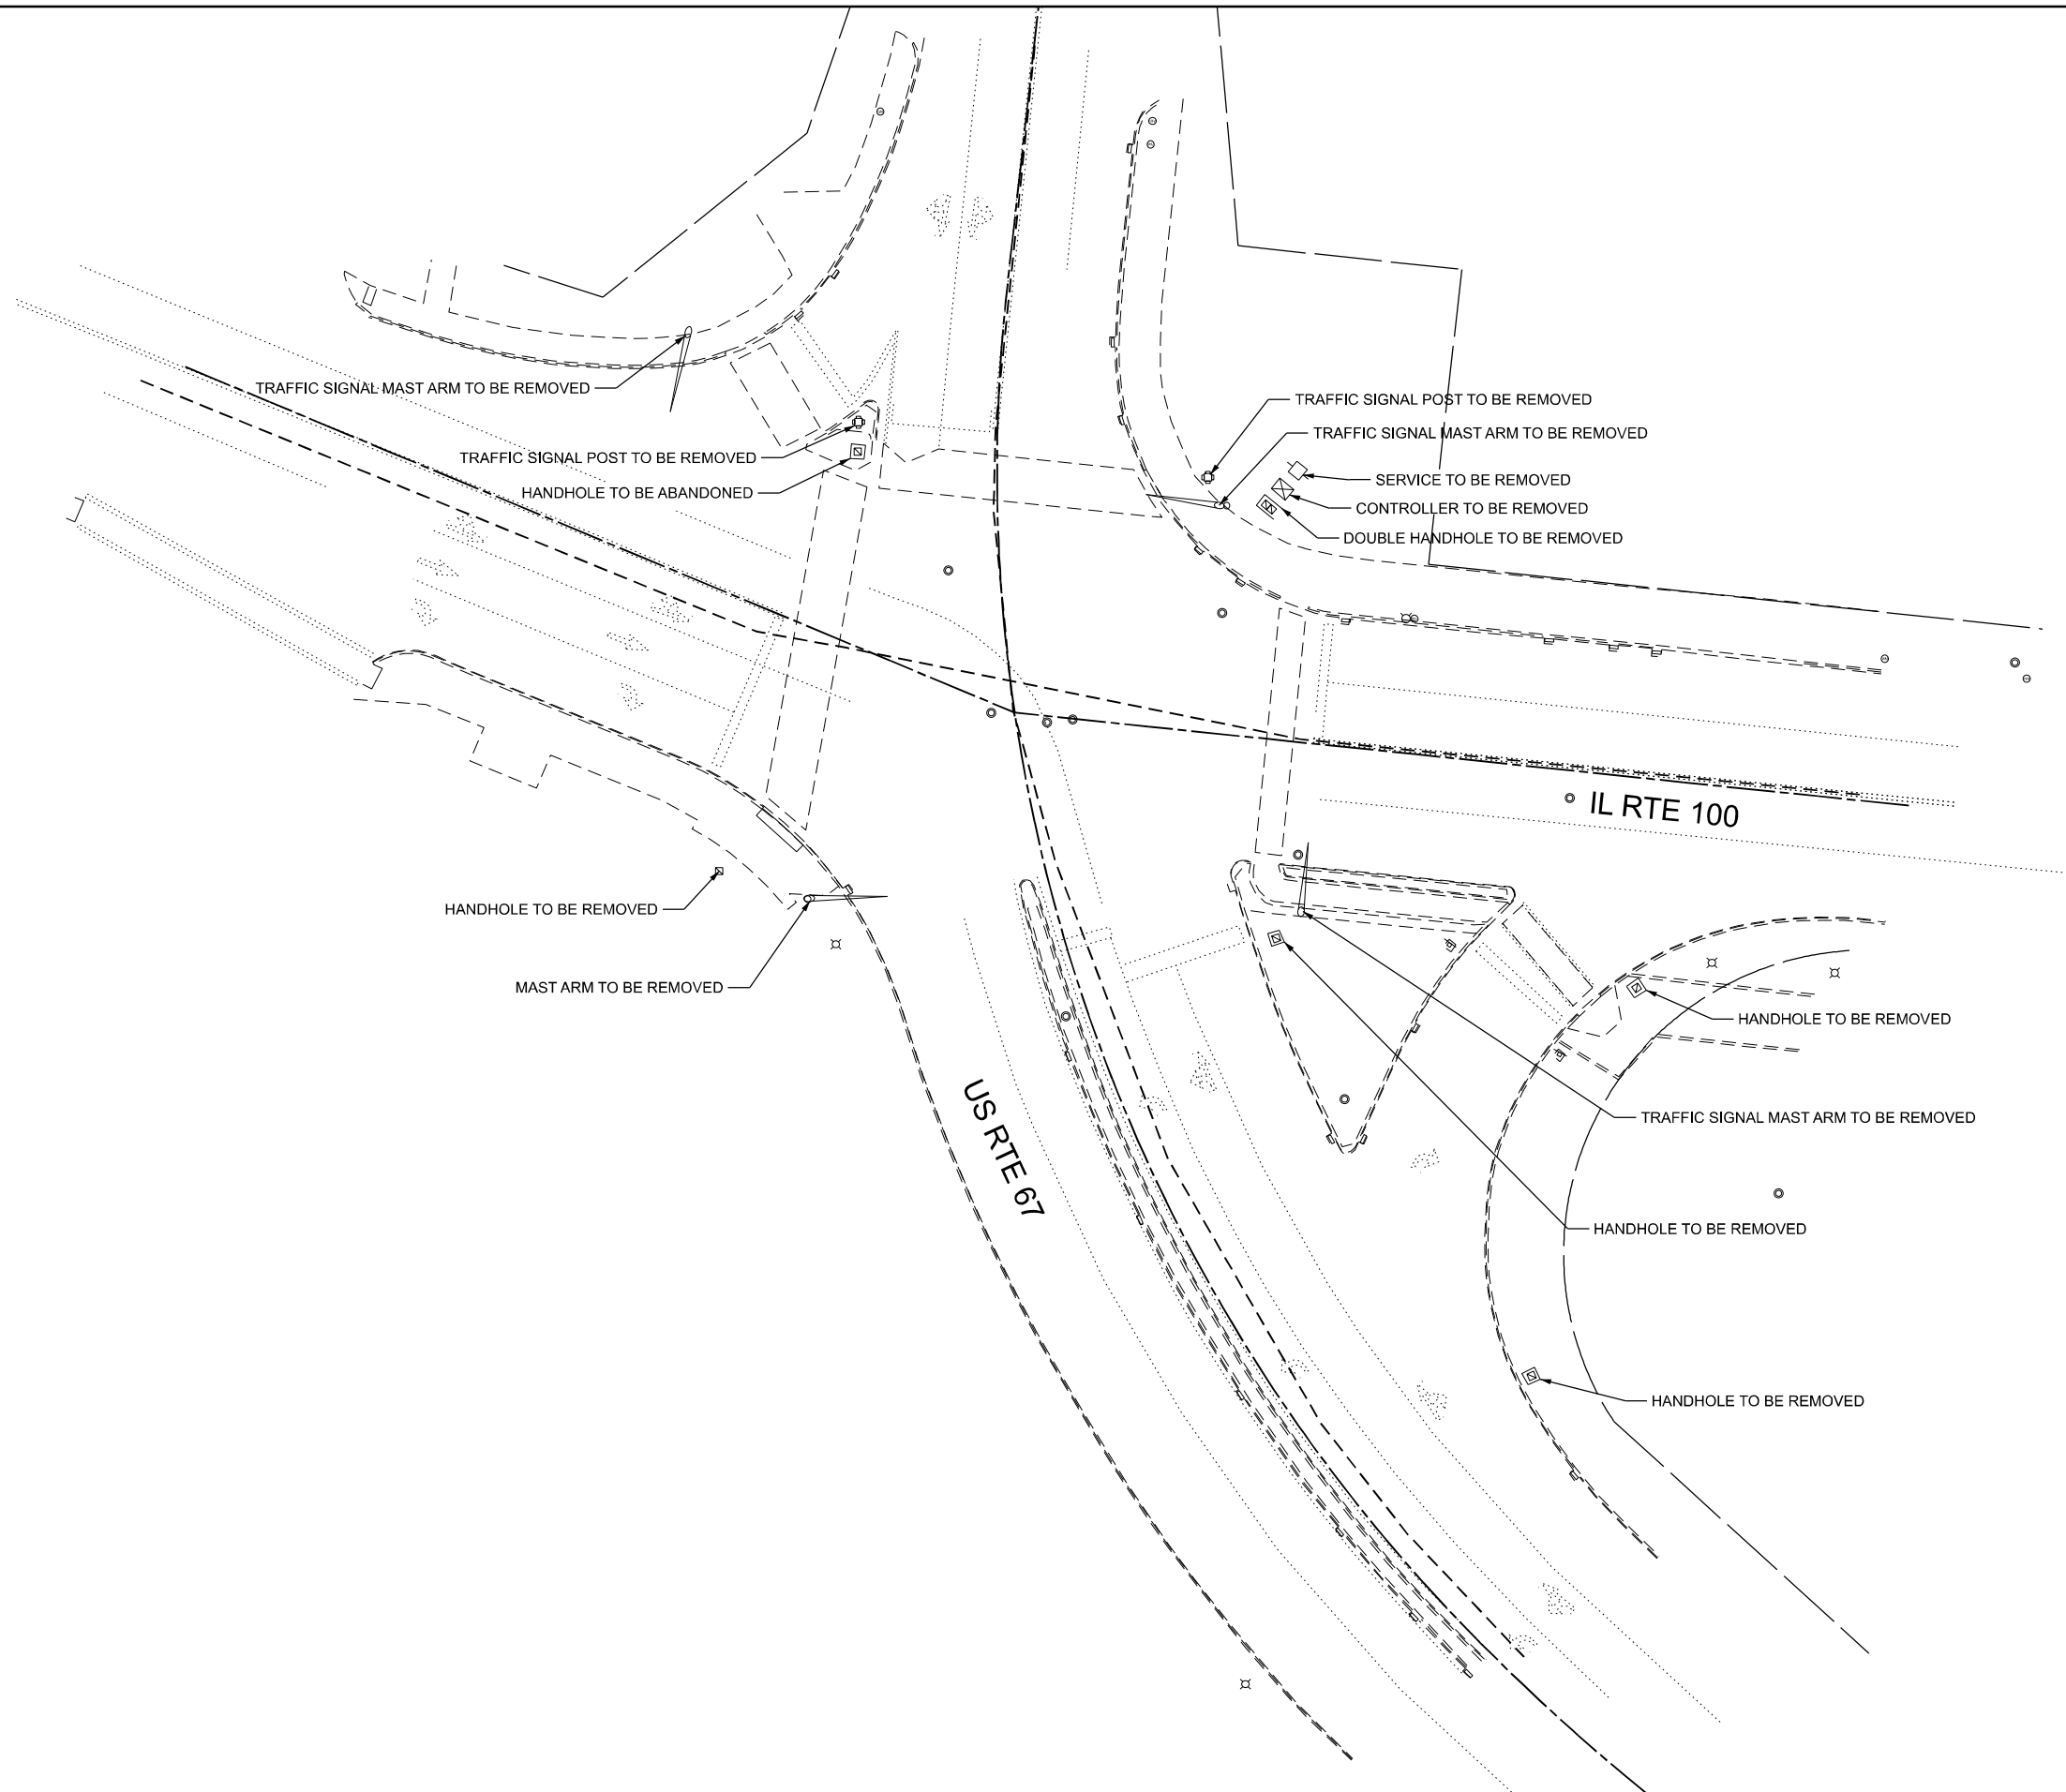 TRAFFIC SIGNAL MAST ARM TO BE REMOVED
TRAFFIC SIGNAL POST TO BE REMOVED
TRAFFIC SIGNAL MAST ARM TO BE REMOVED
TRAFFIC SIGNAL POST TO BE REMOVED
SERVICE TO BE REMOVED
HANDHOLE TO BE ABANDONED
CONTROLLER TO BE REMOVED
DOUBLE HANDHOLE TO BE REMOVED
IL RTE 100
HANDHOLE TO BE REMOVED
MAST ARM TO BE REMOVED
HANDHOLE TO BE REMOVED
US RTE 67
TRAFFIC SIGNAL MAST ARM TO BE REMOVED
HANDHOLE TO BE REMOVED
HANDHOLE TO BE REMOVED